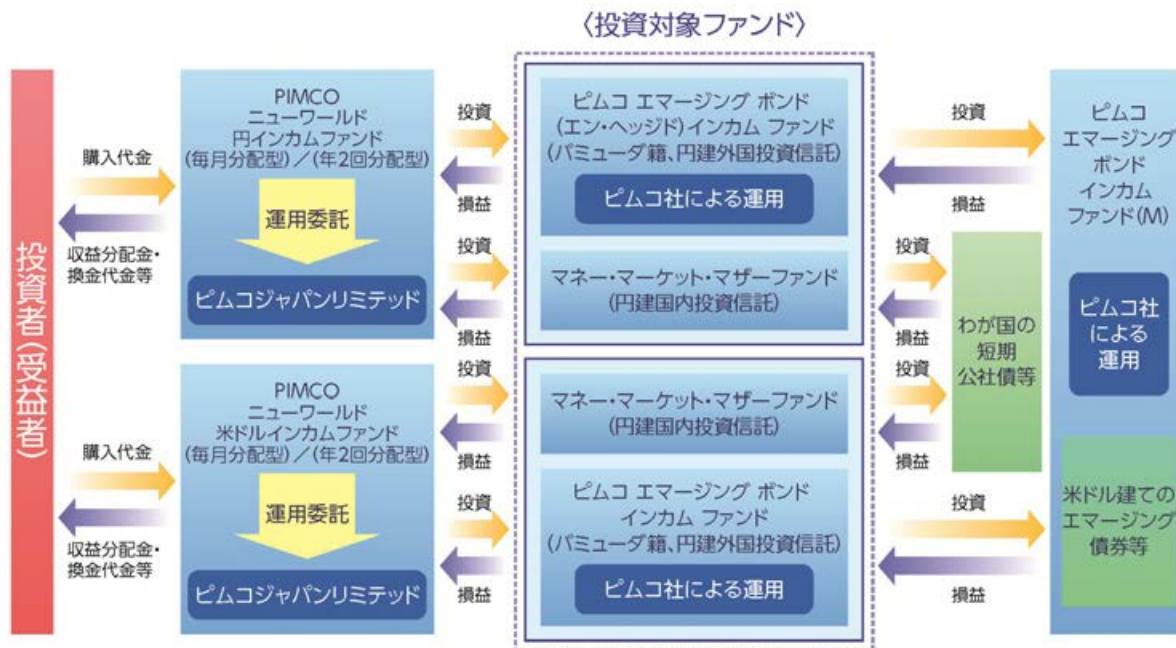 〈投資対象ファンド〉
投資者(受益者)
購入代金
収益分配金・
換金代金等
PIMCO
ニューワールド
円インカムファンド
(毎月分配型)/(年2回分配型)
運用委託
ピムコジャパンリミテッド
投資
損益
投資
損益
ピムコ エマージング ボンド
(エン・ヘッジド)インカム ファンド
(バミューダ籍、円建外国投資信託)
ピムコ社による運用
マネー・マーケット・マザーファンド
(円建国内投資信託)
投資
損益
投資
損益
購入代金
収益分配金・
換金代金等
PIMCO
ニューワールド
米ドルインカムファンド
(毎月分配型)/(年2回分配型)
運用委託
ピムコジャパンリミテッド
投資
損益
投資
損益
マネー・マーケット・マザーファンド
(円建国内投資信託)
ピムコ エマージング ボンド
インカム ファンド
(バミューダ籍、円建外国投資信託)
ピムコ社による運用
投資
損益
投資
損益
わが国の
短期
公社債等
ピムコ
エマージング
ボンド
インカム
ファンド(M)
ピムコ社
による
運用
米ドル建ての
エマージング
債券等